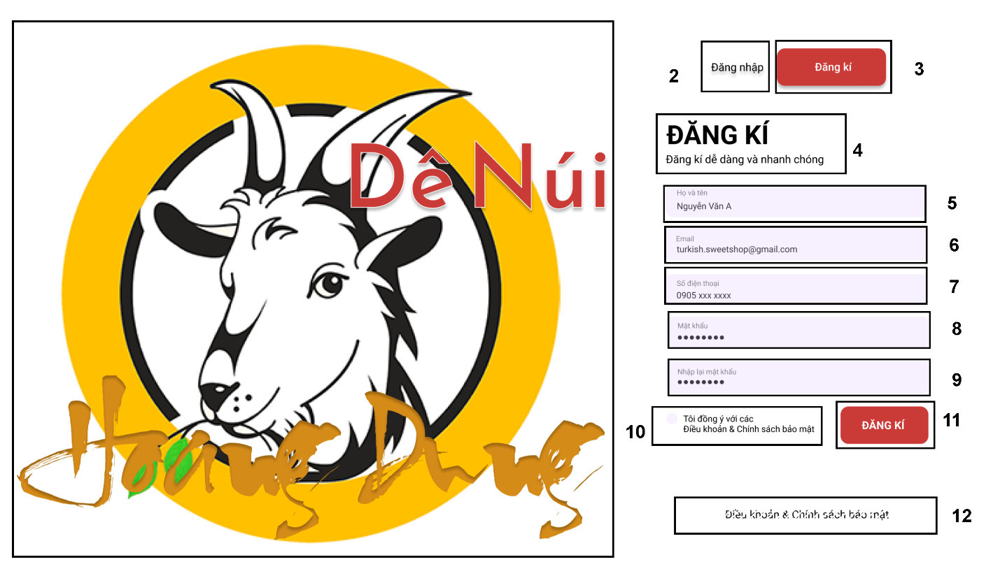 Dê Núi
Hoàng Dung
2
Đăng nhập
Đăng kí
3
ĐĂNG KÍ
Đăng kí dễ dàng và nhanh chóng
4
Họ và tên
Nguyễn Văn A
5
Email
turkish.sweetshop@gmail.com
6
Số điện thoại
0905 xxx xxxx
7
Mật khẩu
8
Nhập lại mật khẩu
9
10
Tôi đồng ý với các
Điều khoản & Chính sách bảo mật
ĐĂNG KÍ
11
Điều khoản & Chính sách bảo mật
12